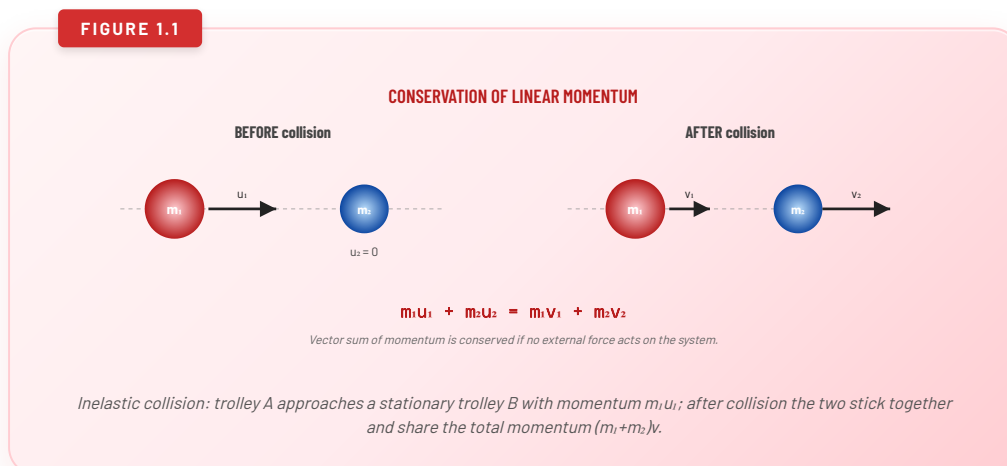 FIGURE 1.1
CONSERVATION OF LINEAR MOMENTUM
BEFORE collision
AFTER collision
u₁
v₁
v₂
m₁
m₂
m₁
m₂
u₂ = 0
m₁u₁ + m₂u₂ = m₁v₁ + m₂v₂
Vector sum of momentum is conserved if no external force acts on the system.
Inelastic collision: trolley A approaches a stationary trolley B with momentum m₁u₁; after collision the two stick together
and share the total momentum (m₁+m₂)v.